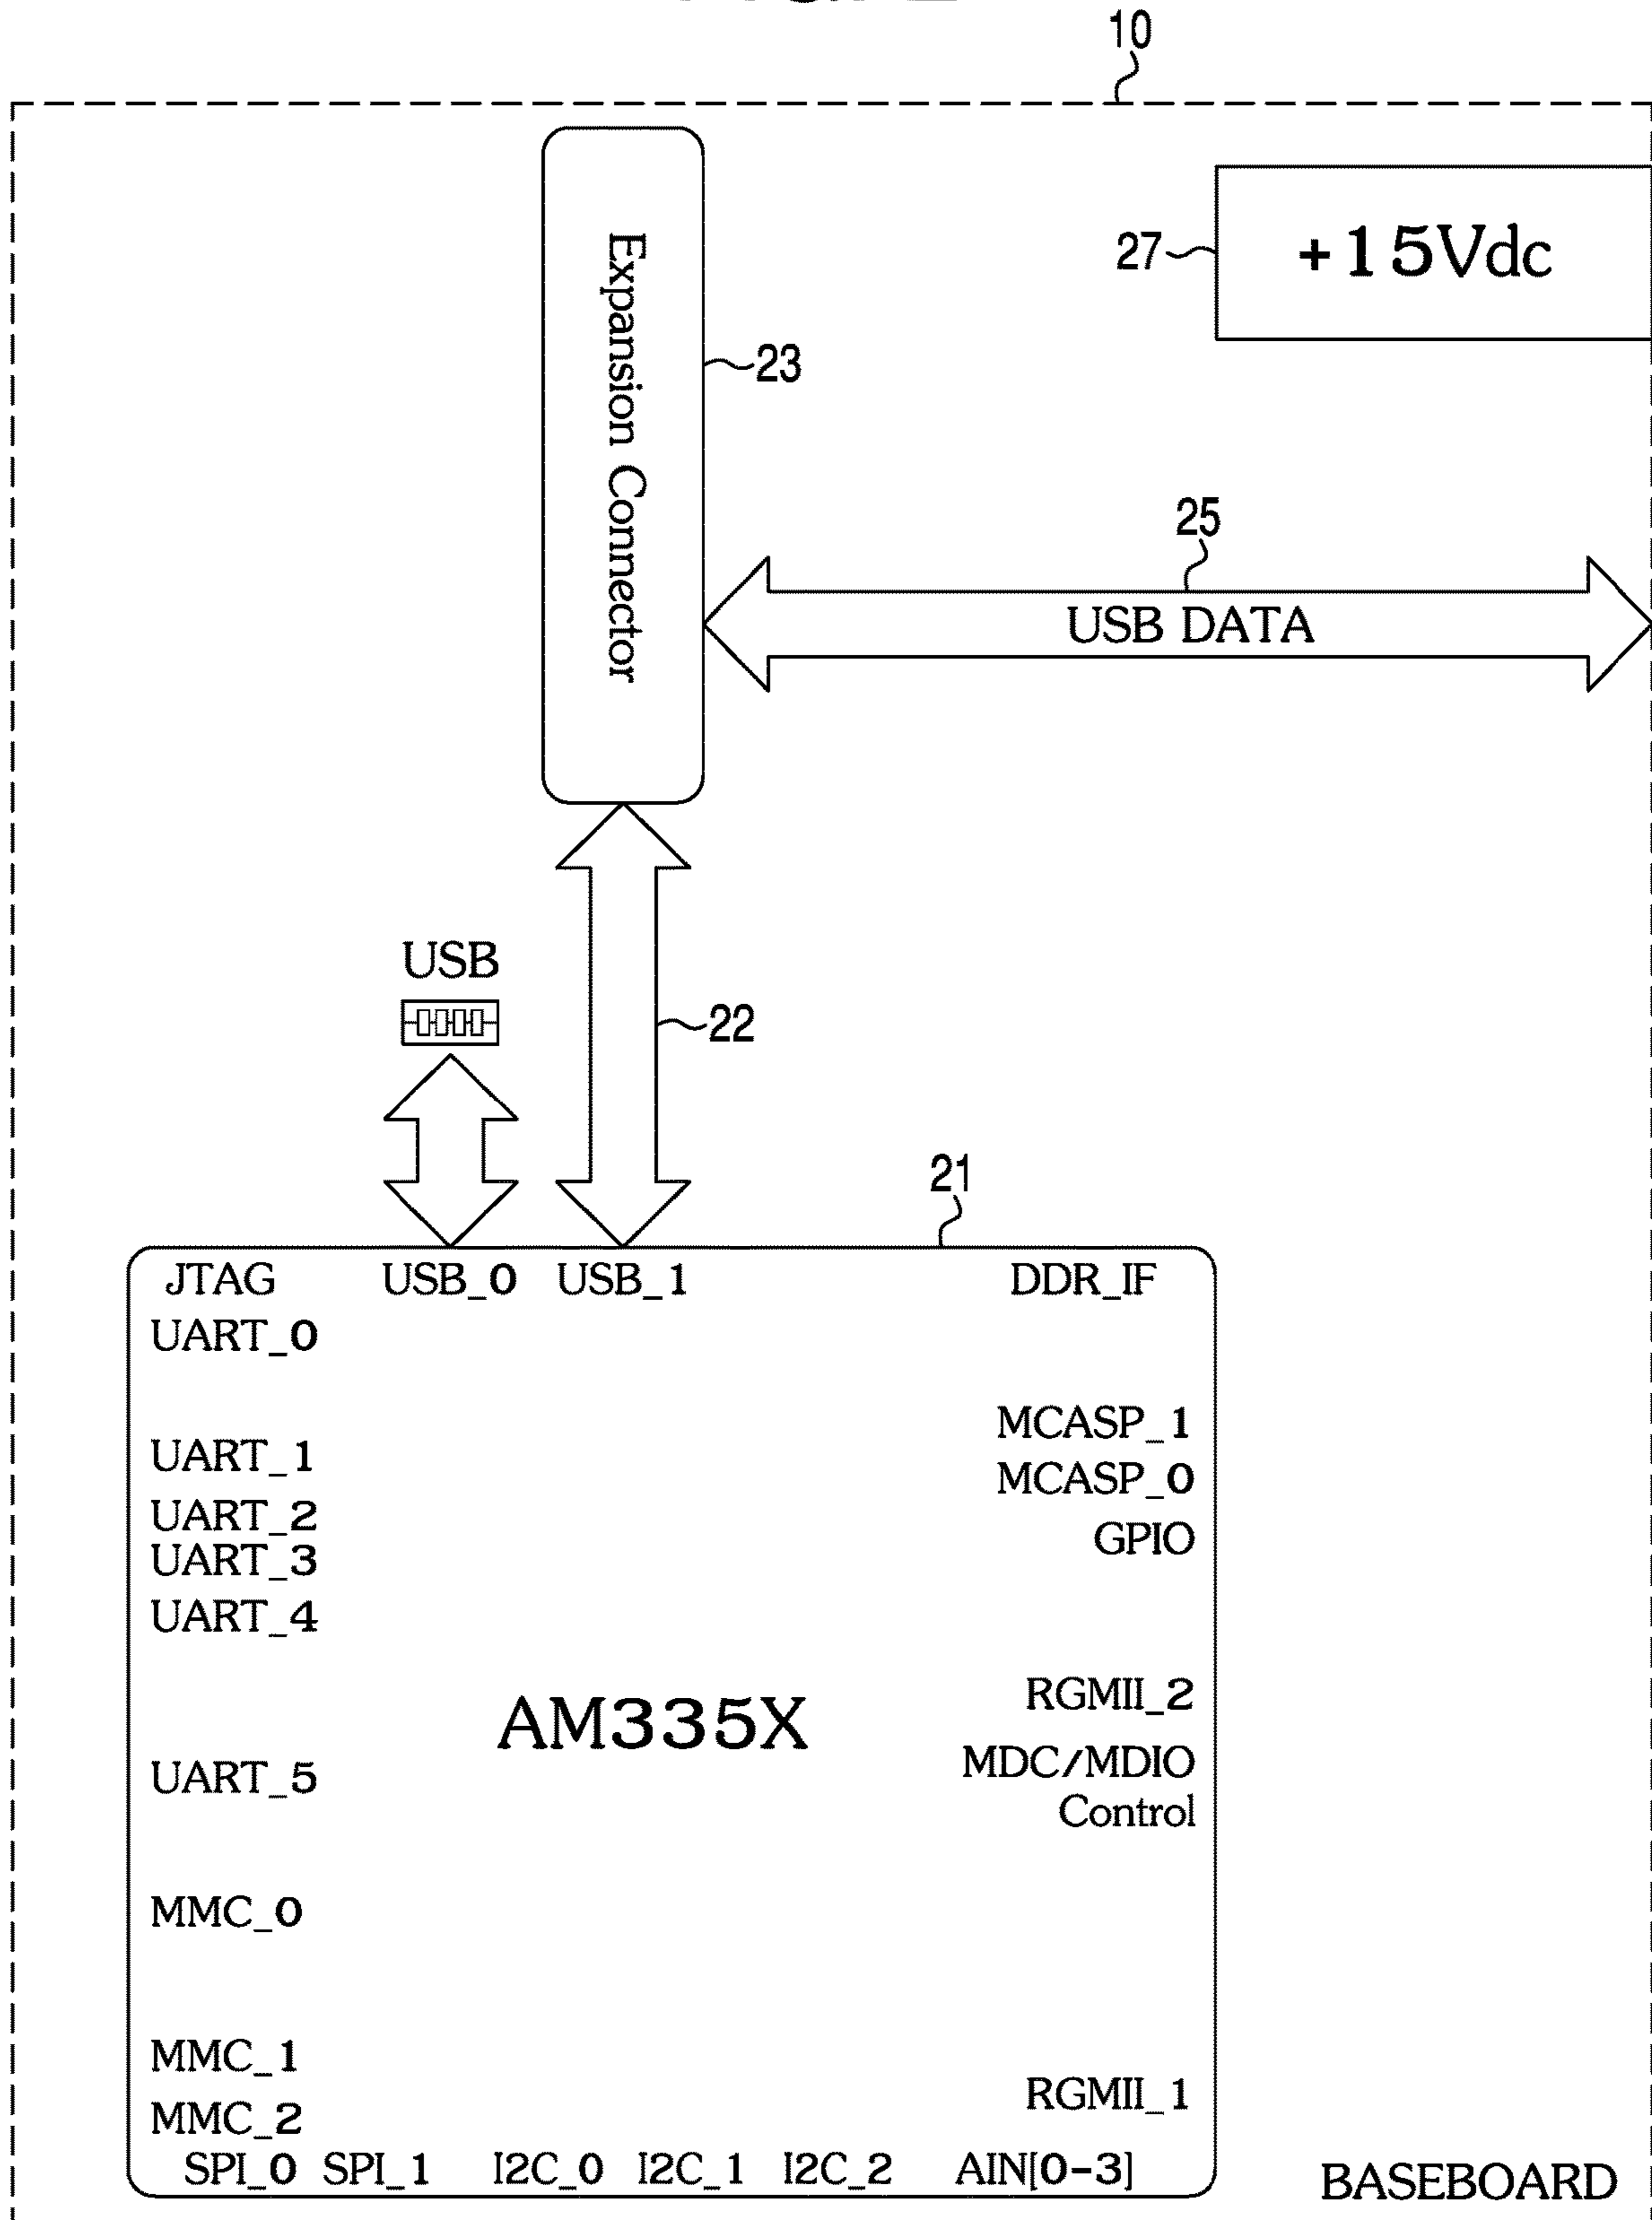 10
+15Vdc
27
Expansion Connector
23
25
USB DATA
USB
22
21
JTAG
USB_0
USB_1
DDR_IF
UART_0
MCASP_1
UART_1
MCASP_0
UART_2
GPIO
UART_3
UART_4
RGMII_2
AM335X
MDC/MDIO
Control
UART_5
MMC_0
MMC_1
RGMII_1
MMC_2
SPI_0
SPI_1
I2C_0
I2C_1
I2C_2
AIN[0-3]
BASEBOARD